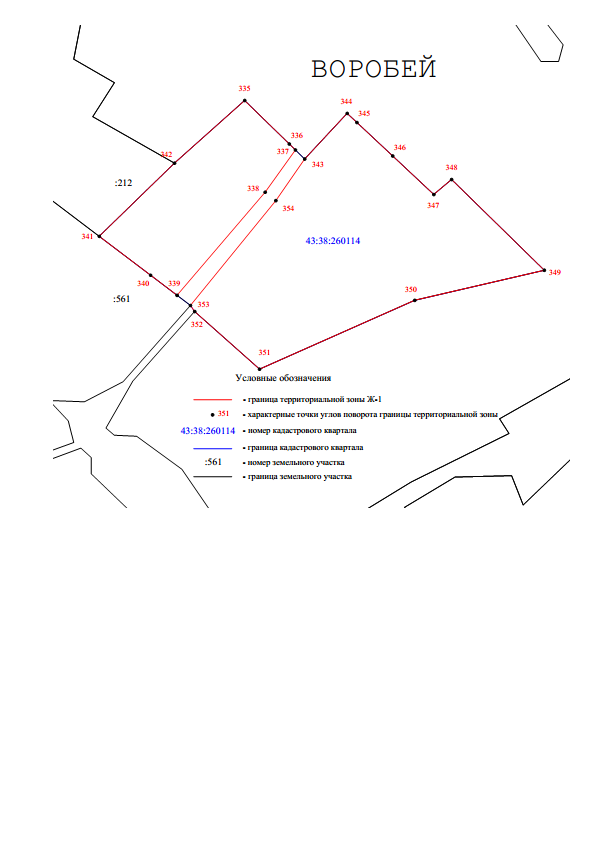 ВОРОБЕЙ
335
344
345
336
342
337
346
343
348
:212
338
347
354
341
43:38:260114
349
340
339
350
:561
353
352
351
Условные обозначения
- граница территориальной зоны Ж-1
351 - характерные точки углов поворота границы территориальной зоны
43:38:260114 - номер кадастрового квартала
- граница кадастрового квартала
:561 - номер земельного участка
- граница земельного участка